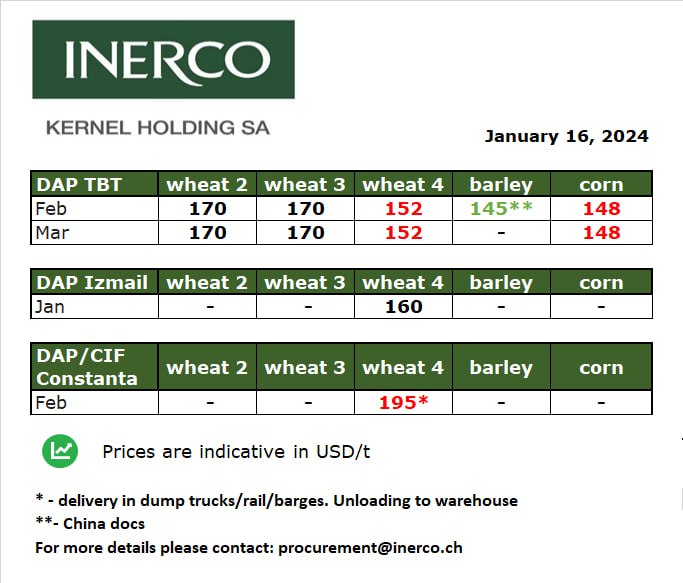 INERCO
KERNEL HOLDING SA
January 16, 2024
DAP TBT wheat 2 wheat 3 wheat 4 barley corn
Feb 170 170 152 145** 148
Mar 170 170 152 - 148
DAP Izmail wheat 2 wheat 3 wheat 4 barley corn
Jan - - 160 - -
DAP/CIF Constanta wheat 2 wheat 3 wheat 4 barley corn
Feb - - 195* - -
Prices are indicative in USD/t
* - delivery in dump trucks/rail/barges. Unloading to warehouse
**- China docs
For more details please contact: procurement@inerco.ch